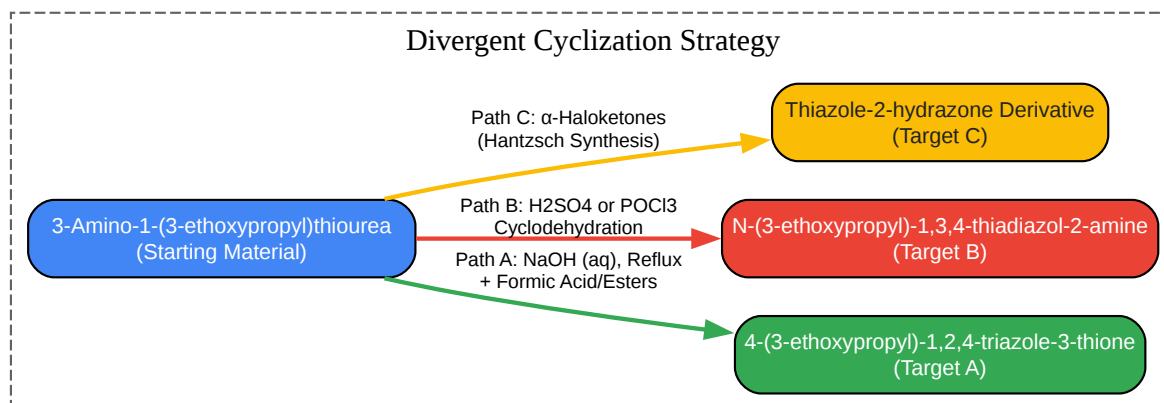 Divergent Cyclization Strategy
Path C: α-Haloketones
(Hantzsch Synthesis)
Thiazole-2-hydrazone Derivative
(Target C)
3-Amino-1-(3-ethoxypropyl)thiourea
(Starting Material)
Path B: H2SO4 or POCl3
Cyclodehydration
N-(3-ethoxypropyl)-1,3,4-thiadiazol-2-amine
(Target B)
Path A: NaOH (aq), Reflux
+ Formic Acid/Esters
4-(3-ethoxypropyl)-1,2,4-triazole-3-thione
(Target A)